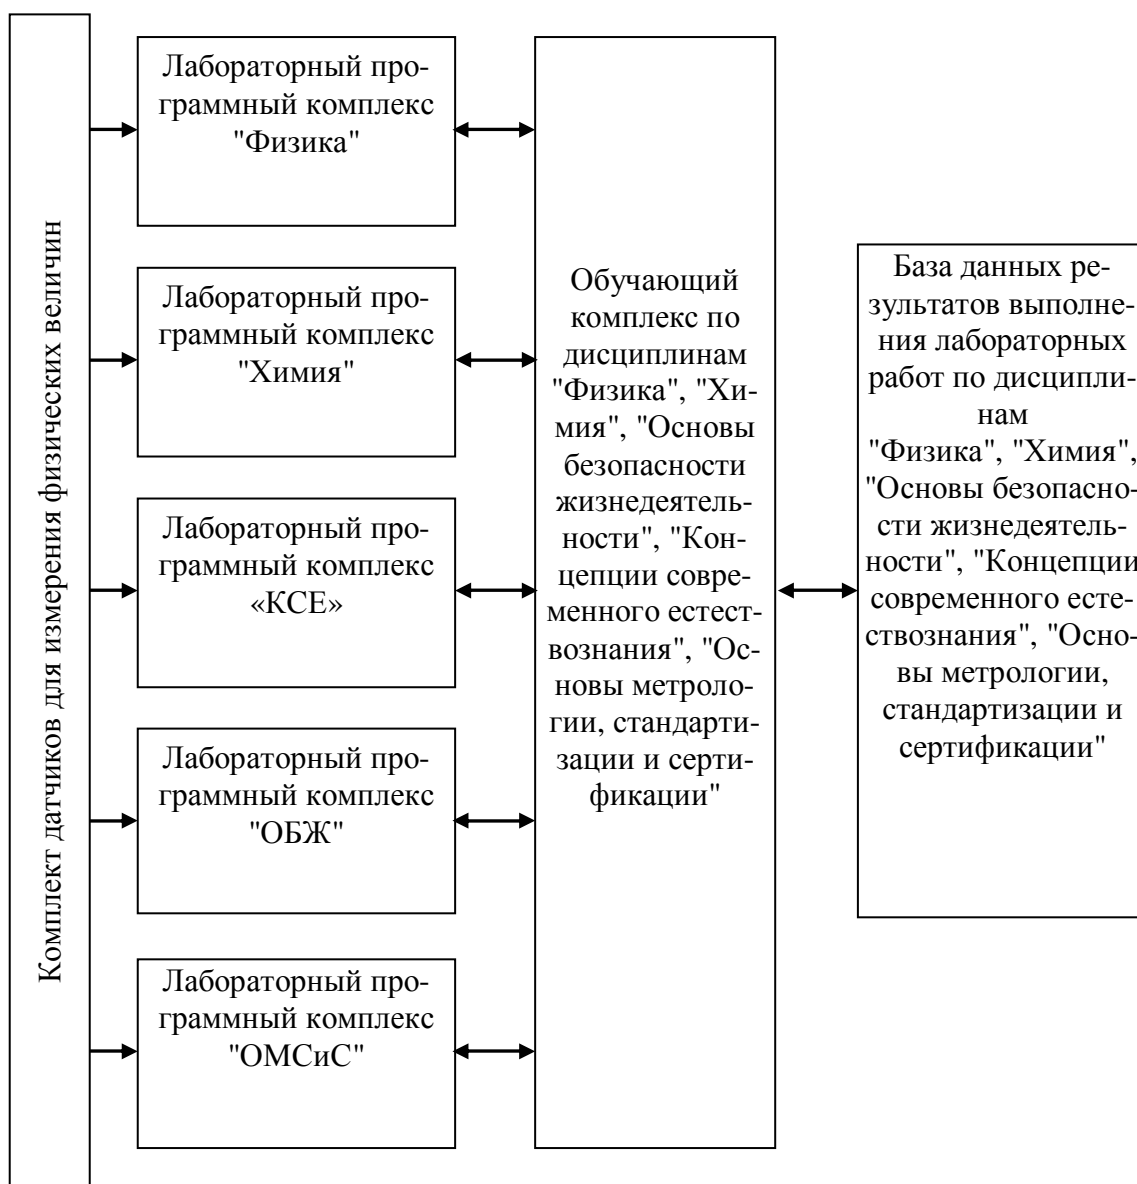 Комплект датчиков для измерения физических величин
Лабораторный про-
граммный комплекс
"Физика"
Лабораторный про-
граммный комплекс
"Химия"
Лабораторный про-
граммный комплекс
«КСЕ»
Лабораторный про-
граммный комплекс
"ОБЖ"
Лабораторный про-
граммный комплекс
"ОМСиС"
Обучающий
комплекс по
дисциплинам
"Физика", "Хи-
мия", "Основы
безопасности
жизнедеятель-
ности", "Кон-
цепции совре-
менного естест-
вознания", "Ос-
новы метроло-
гии, стандарти-
зации и серти-
фикации"
База данных ре-
зультатов выполне-
ния лабораторных
работ по дисципли-
нам
"Физика", "Химия",
"Основы безопасно-
сти жизнедеятель-
ности", "Концепции
современного есте-
ствознания", "Осно-
вы метрологии,
стандартизации и
сертификации"